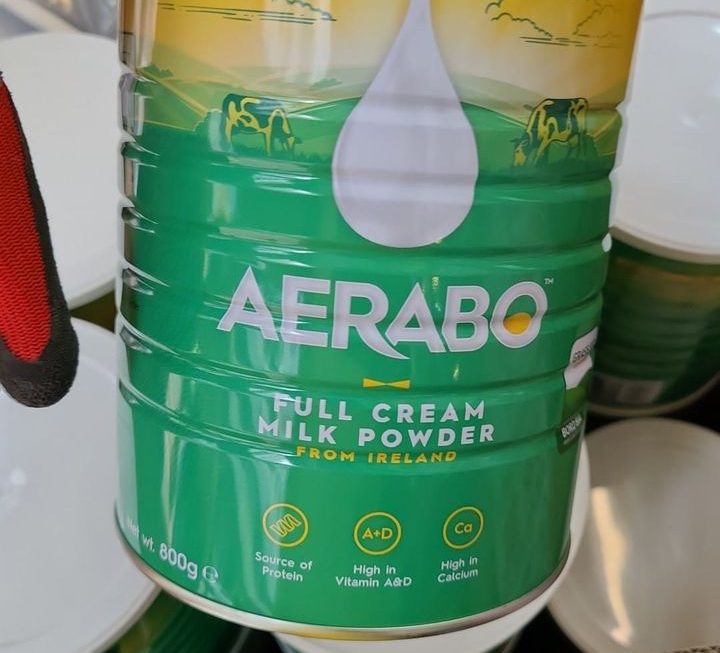 AERABO™
FULL CREAM
MILK POWDER
FROM IRELAND
A+D
Ca
Source of
Protein
High in
Vitamin A&D
High in
Calcium
Net wt. 800g ℮